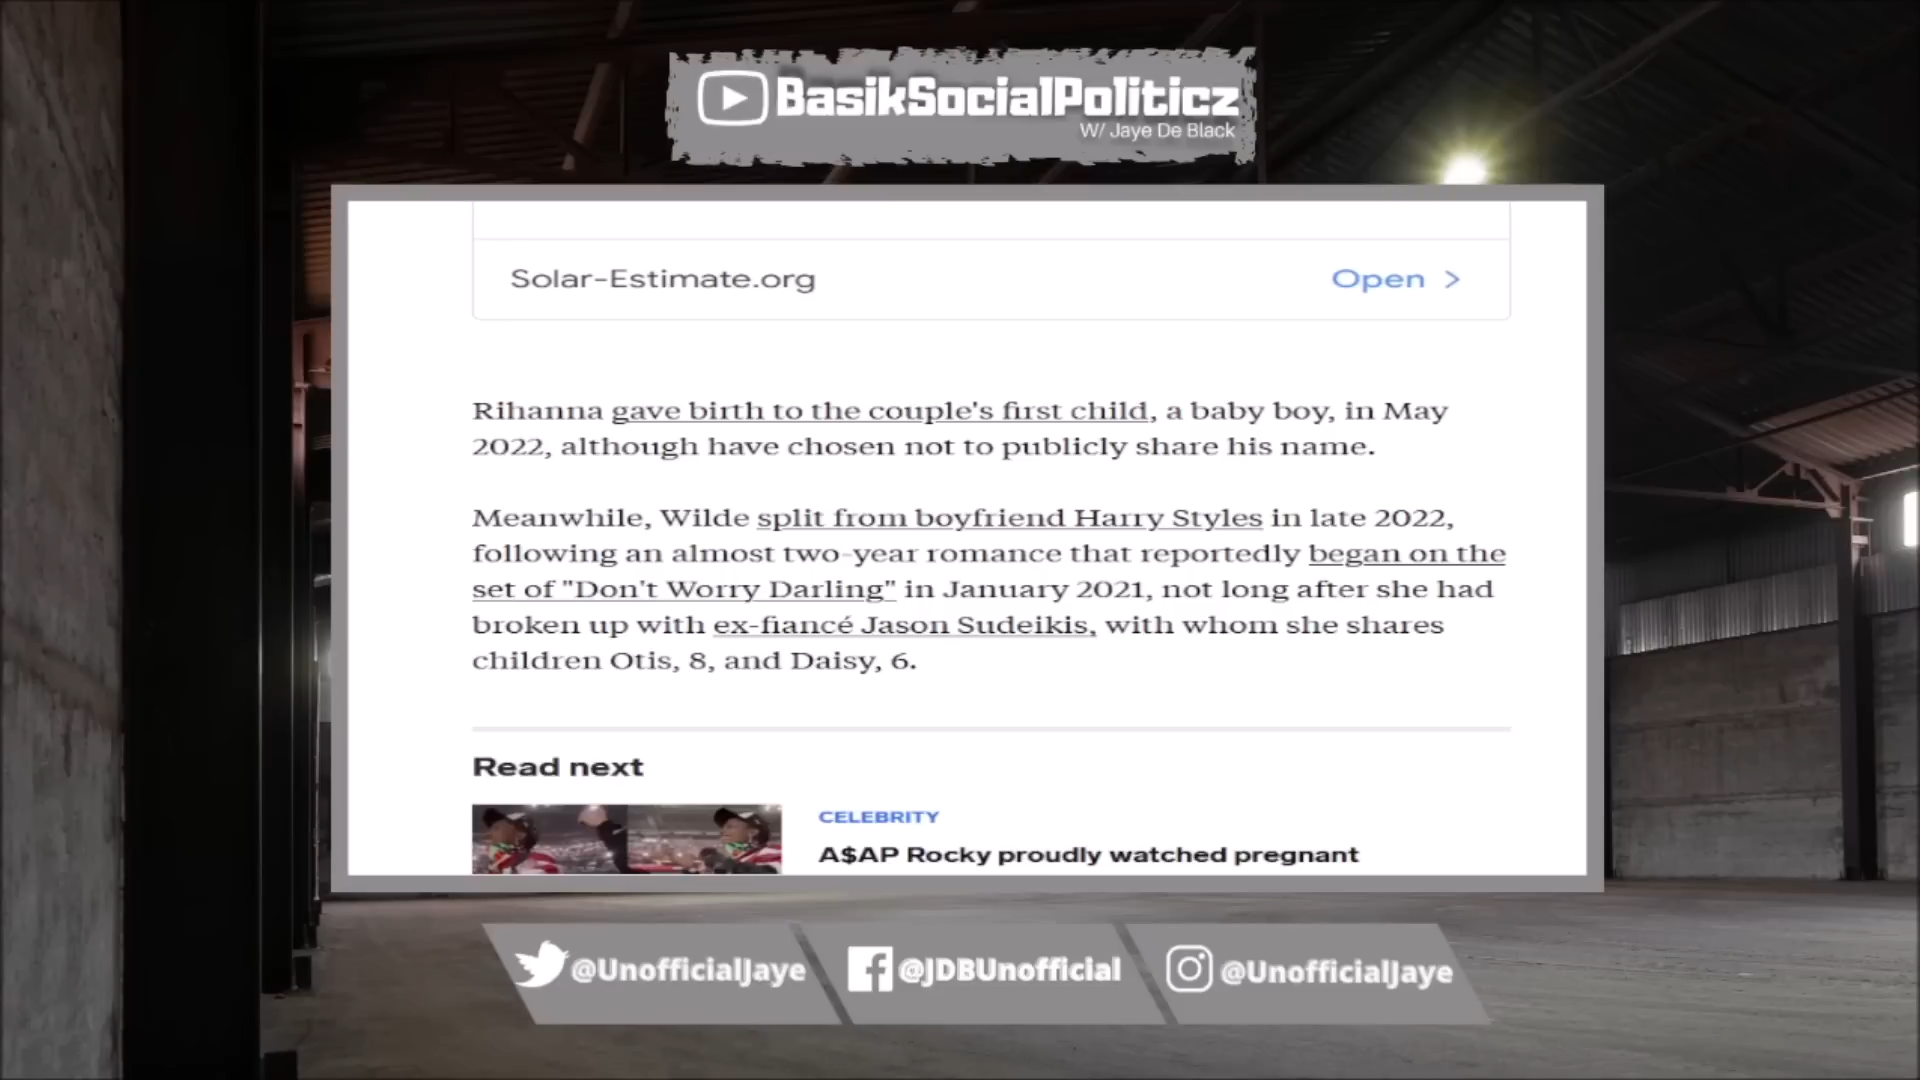 BasikSocialPoliticz
W/ Jaye De Black
Solar-Estimate.org
Open >
Rihanna gave birth to the couple's first child, a baby boy, in May
2022, although have chosen not to publicly share his name.
Meanwhile, Wilde split from boyfriend Harry Styles in late 2022,
following an almost two-year romance that reportedly began on the
set of "Don't Worry Darling" in January 2021, not long after she had
broken up with ex-fiancé Jason Sudeikis, with whom she shares
children Otis, 8, and Daisy, 6.
Read next
CELEBRITY
A$AP Rocky proudly watched pregnant
@UnofficialJaye
@JDBUnofficial
@UnofficialJaye